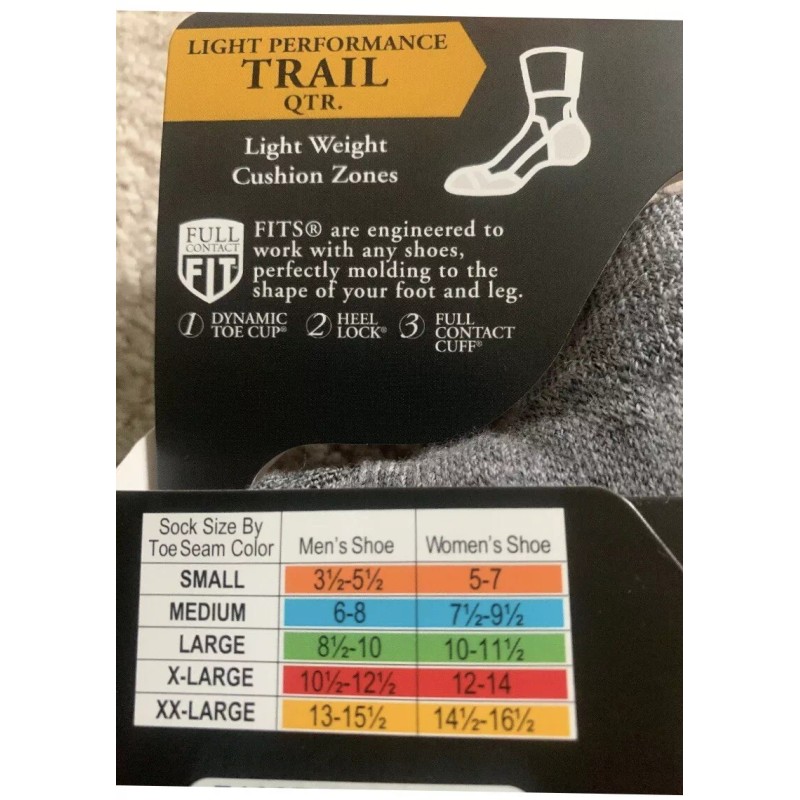 LIGHT PERFORMANCE
TRAIL
QTR.
Light Weight
Cushion Zones
FULL
CONTACT
FIT
FITS® are engineered to
work with any shoes,
perfectly molding to the
shape of your foot and leg.
1 DYNAMIC TOE CUP® 2 HEEL LOCK® 3 FULL CONTACT CUFF®
Sock Size By Toe Seam Color Men's Shoe Women's Shoe
SMALL 3½-5½ 5-7
MEDIUM 6-8 7½-9½
LARGE 8½-10 10-11½
X-LARGE 10½-12½ 12-14
XX-LARGE 13-15½ 14½-16½